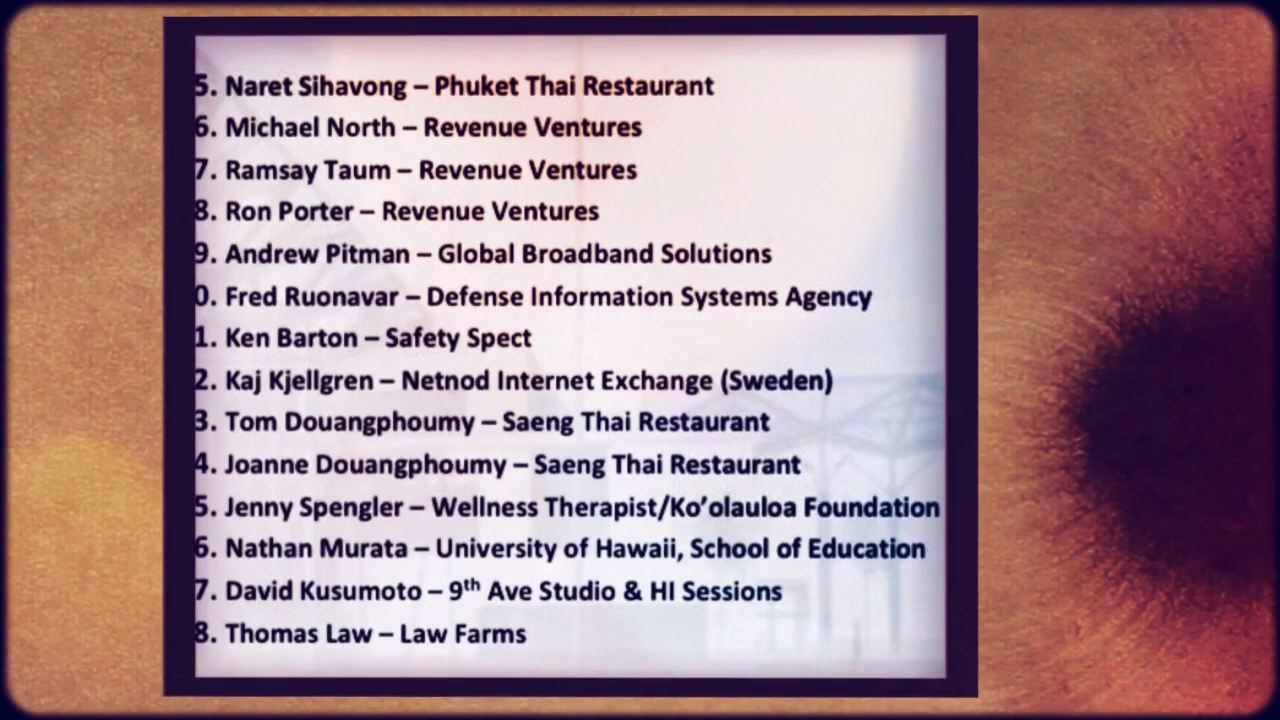 5. Naret Sihavong – Phuket Thai Restaurant
6. Michael North – Revenue Ventures
7. Ramsay Taum – Revenue Ventures
8. Ron Porter – Revenue Ventures
9. Andrew Pitman – Global Broadband Solutions
0. Fred Ruonavar – Defense Information Systems Agency
1. Ken Barton – Safety Spect
2. Kaj Kjellgren – Netnod Internet Exchange (Sweden)
3. Tom Douangphoumy – Saeng Thai Restaurant
4. Joanne Douangphoumy – Saeng Thai Restaurant
5. Jenny Spengler – Wellness Therapist/Ko’olauloa Foundation
6. Nathan Murata – University of Hawaii, School of Education
7. David Kusumoto – 9th Ave Studio & HI Sessions
8. Thomas Law – Law Farms